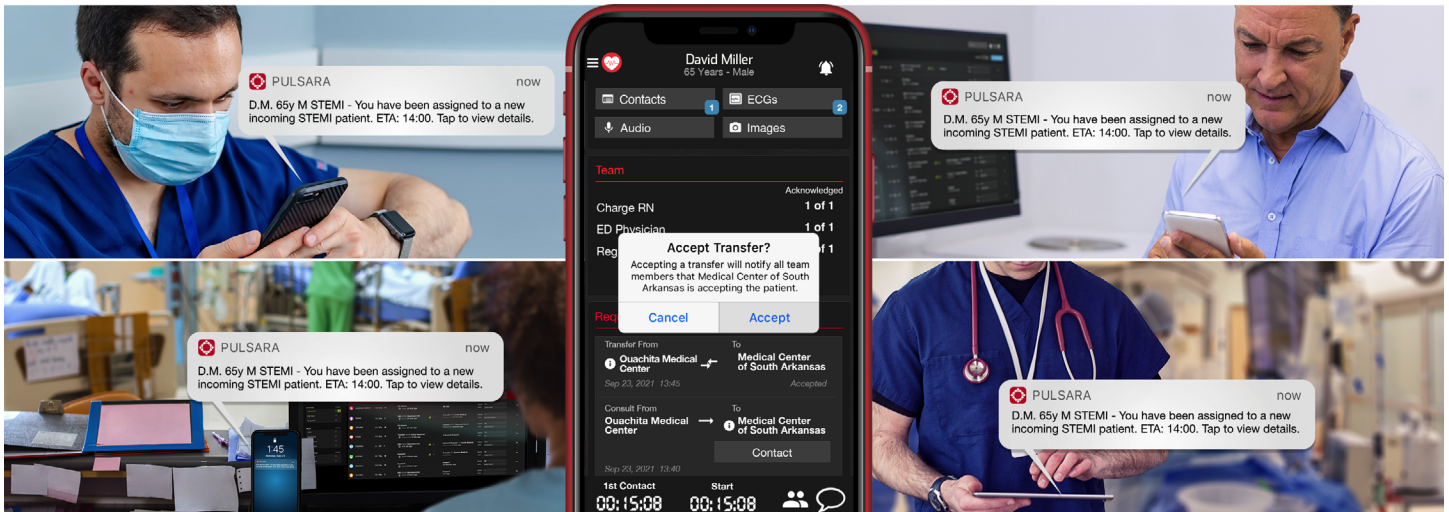 PULSARA now
D.M. 65y M STEMI - You have been assigned to a new
incoming STEMI patient. ETA: 14:00. Tap to view details.
David Miller
65 Years - Male
Contacts
1
ECGs
2
Audio
Images
Team
Acknowledged
Charge RN 1 of 1
ED Physician 1 of 1
Reg of 1
Accept Transfer?
Accepting a transfer will notify all team
members that Medical Center of South
Arkansas is accepting the patient.
Cancel Accept
Req
Transfer From To
Ouachita Medical
Center
Medical Center
of South Arkansas
Sep 23, 2021 13:45 Accepted
Consult From To
Ouachita Medical
Center
Medical Center
of South Arkansas
Contact
Sep 23, 2021 13:40
1st Contact Start
00:15:08 00:15:08
PULSARA now
D.M. 65y M STEMI - You have been assigned to a new
incoming STEMI patient. ETA: 14:00. Tap to view details.
PULSARA now
D.M. 65y M STEMI - You have been assigned to a new
incoming STEMI patient. ETA: 14:00. Tap to view details.
1:45
PULSARA now
D.M. 65y M STEMI - You have been assigned to a new
incoming STEMI patient. ETA: 14:00. Tap to view details.